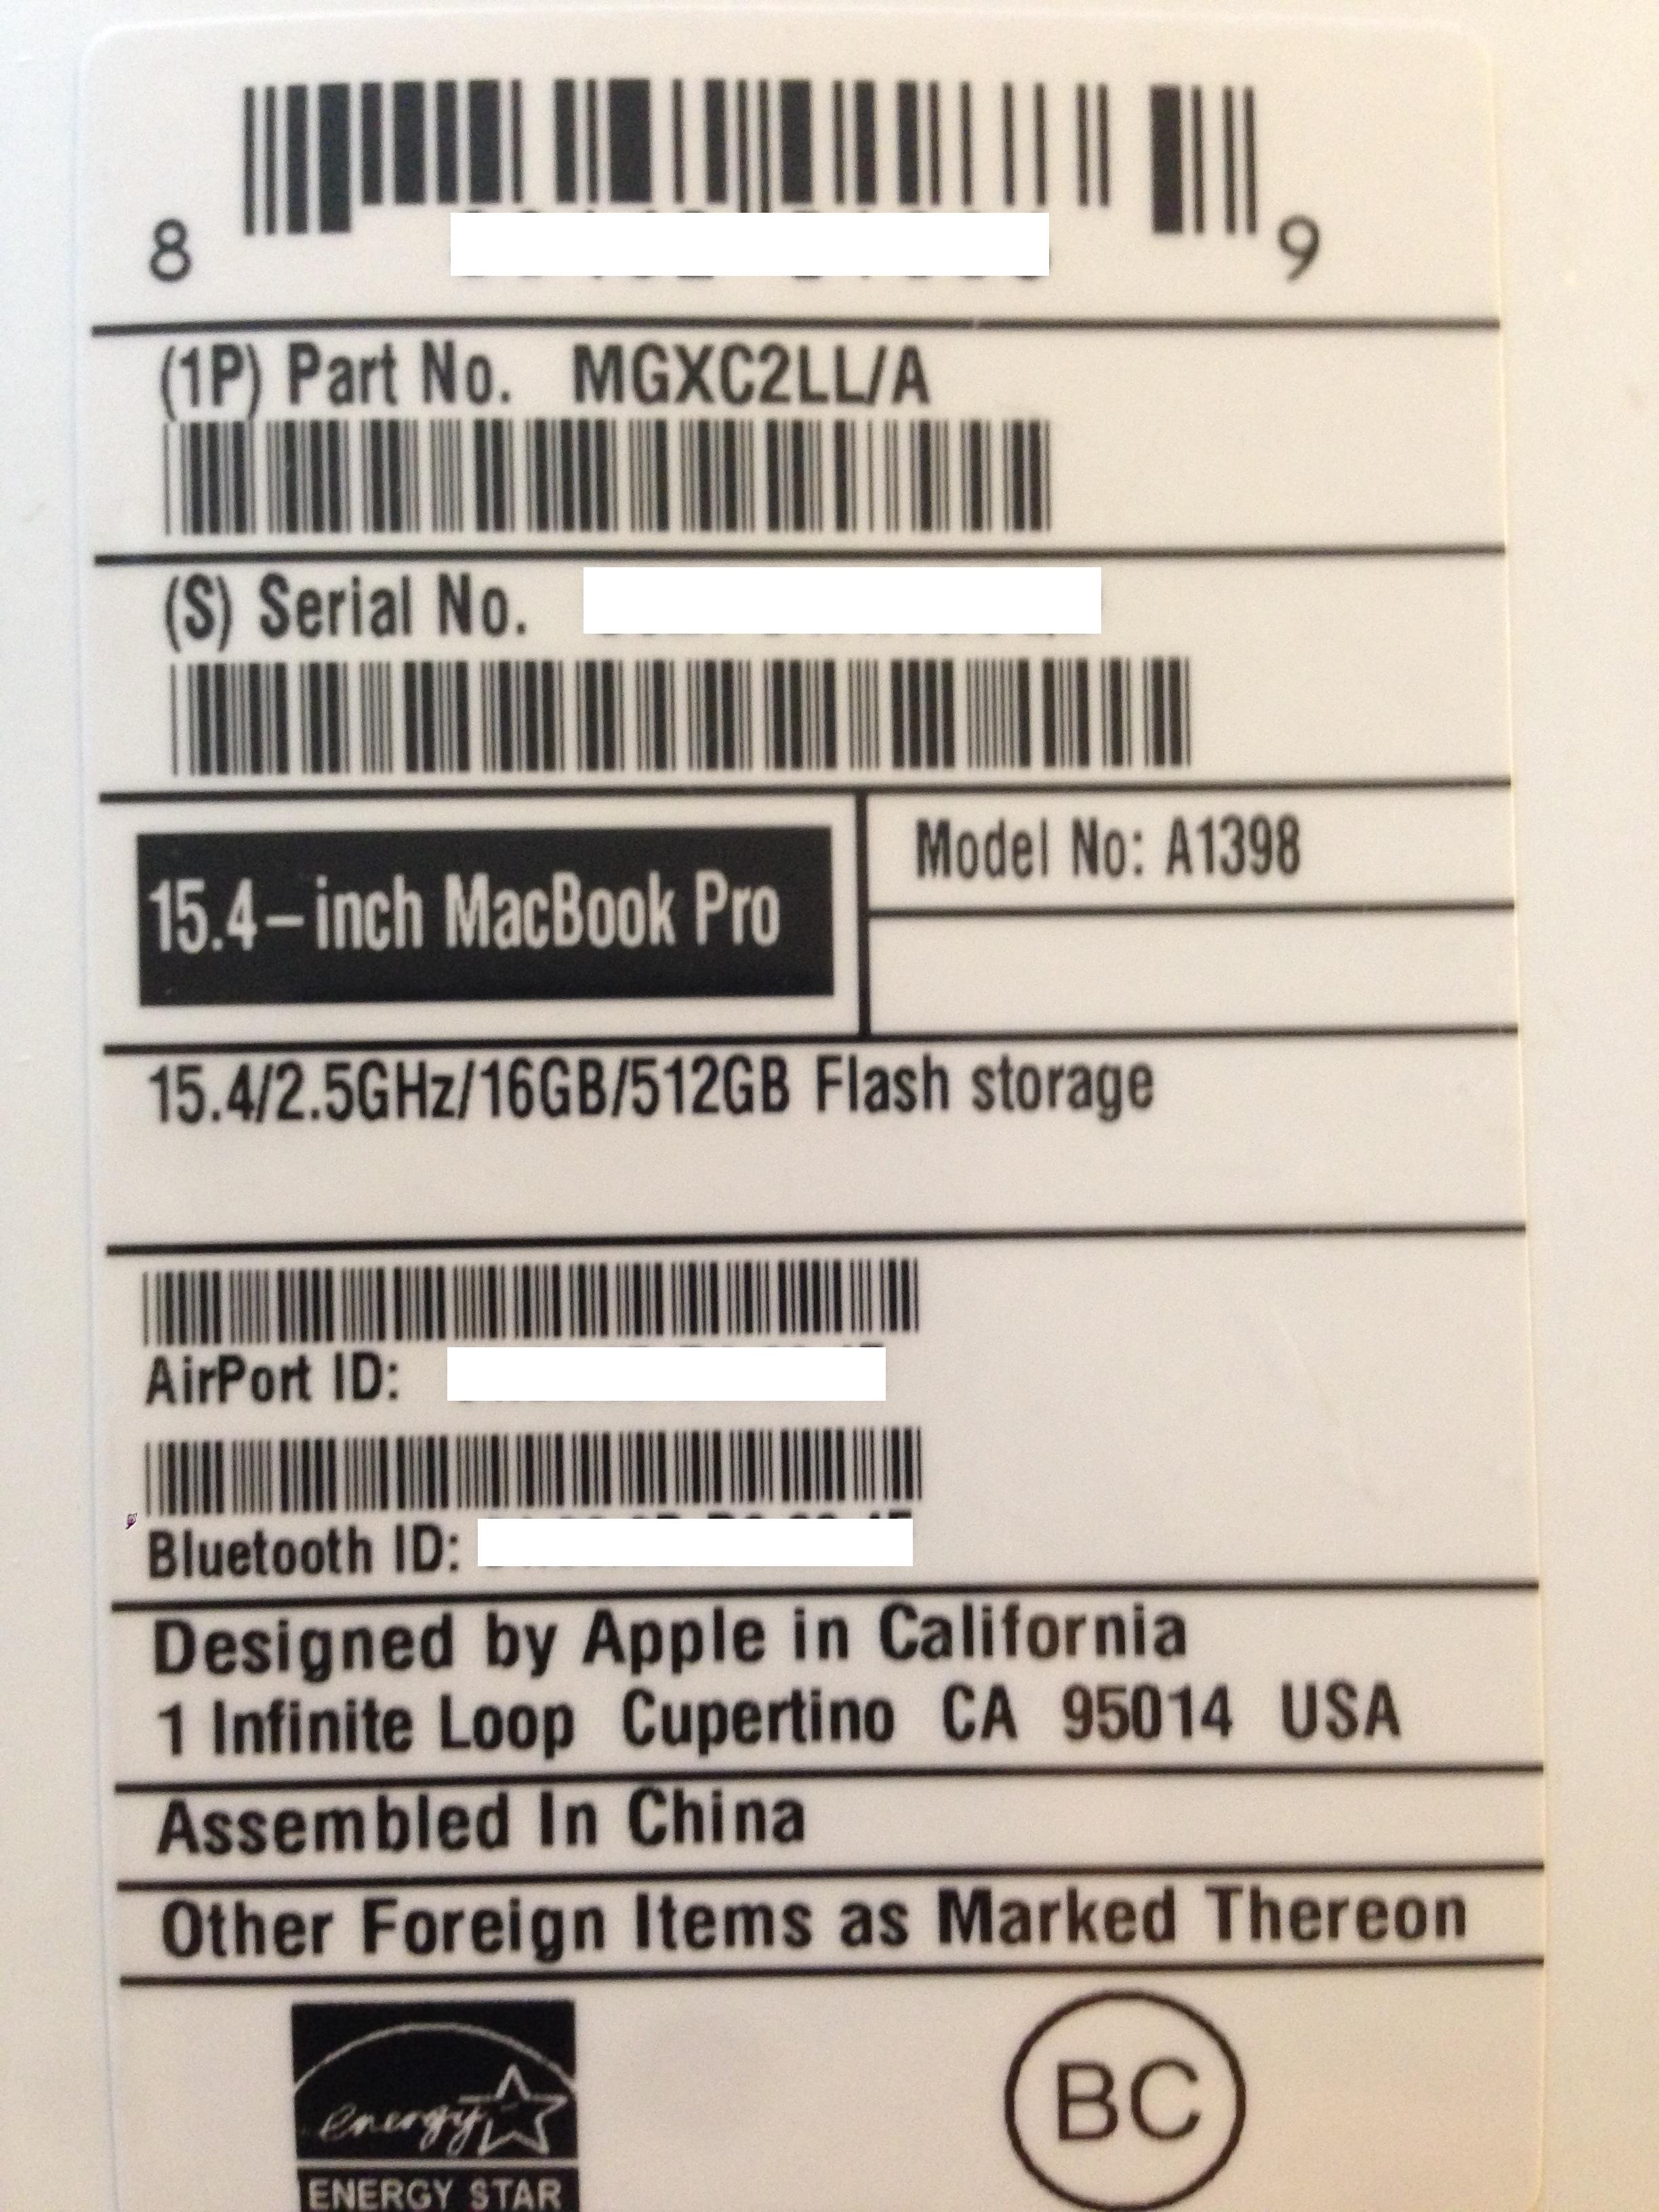 8 9
(1P) Part No. MGXC2LL/A
(S) Serial No.
15.4-inch MacBook Pro
Model No: A1398
15.4/2.5GHz/16GB/512GB Flash storage
AirPort ID:
Bluetooth ID:
Designed by Apple in California
1 Infinite Loop Cupertino CA 95014 USA
Assembled In China
Other Foreign Items as Marked Thereon
energy
ENERGY STAR
BC